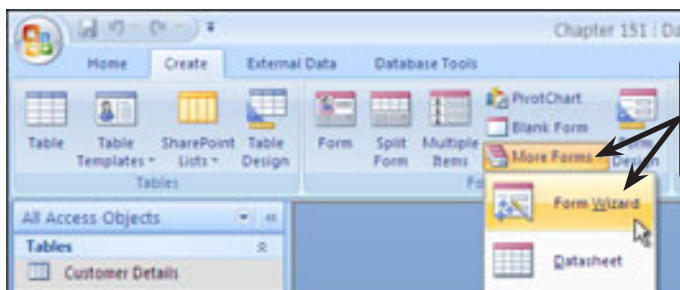 Chapter 151 : Da
Home Create External Data Database Tools
PivotChart
Blank Form
More Forms
Table Table Templates SharePoint Lists Table Design Form Split Form Multiple Items Design
Tables Fo
All Access Objects
Form Wizard
Tables
Customer Details
Datasheet